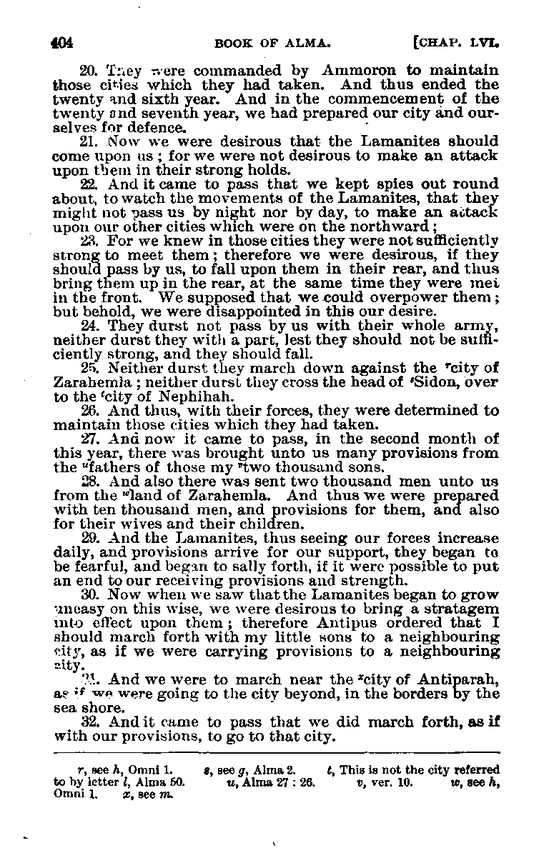 404 BOOK OF ALMA. [CHAP. LVI.
20. They were commanded by Ammoron to maintain
those cities which they had taken. And thus ended the
twenty and sixth year. And in the commencement of the
twenty and seventh year, we had prepared our city and our-
selves for defence.
21. Now we were desirous that the Lamanites should
come upon us ; for we were not desirous to make an attack
upon them in their strong holds.
22. And it came to pass that we kept spies out round
about, to watch the movements of the Lamanites, that they
might not pass us by night nor by day, to make an attack
upon our other cities which were on the northward ;
23. For we knew in those cities they were not sufficiently
strong to meet them ; therefore we were desirous, if they
should pass by us, to fall upon them in their rear, and thus
bring them up in the rear, at the same time they were met
in the front. We supposed that we could overpower them ;
but behold, we were disappointed in this our desire.
24. They durst not pass by us with their whole army,
neither durst they with a part, lest they should not be suffi-
ciently strong, and they should fall.
25. Neither durst they march down against the ʳcity of
Zarahemla ; neither durst they cross the head of ˢSidon, over
to the ᵗcity of Nephihah.
26. And thus, with their forces, they were determined to
maintain those cities which they had taken.
27. And now it came to pass, in the second month of
this year, there was brought unto us many provisions from
the ᵘfathers of those my ᵛtwo thousand sons.
28. And also there was sent two thousand men unto us
from the ʷland of Zarahemla. And thus we were prepared
with ten thousand men, and provisions for them, and also
for their wives and their children.
29. And the Lamanites, thus seeing our forces increase
daily, and provisions arrive for our support, they began to
be fearful, and began to sally forth, if it were possible to put
an end to our receiving provisions and strength.
30. Now when we saw that the Lamanites began to grow
uneasy on this wise, we were desirous to bring a stratagem
into effect upon them ; therefore Antipus ordered that I
should march forth with my little sons to a neighbouring
city, as if we were carrying provisions to a neighbouring
city.
31. And we were to march near the ˣcity of Antiparah,
as if we were going to the city beyond, in the borders by the
sea shore.
32. And it came to pass that we did march forth, as if
with our provisions, to go to that city.
r, see h, Omni 1. s, see g, Alma 2. t, This is not the city referred
to by letter l, Alma 50. u, Alma 27 : 26. v, ver. 10. w, see h,
Omni 1. x, see m.